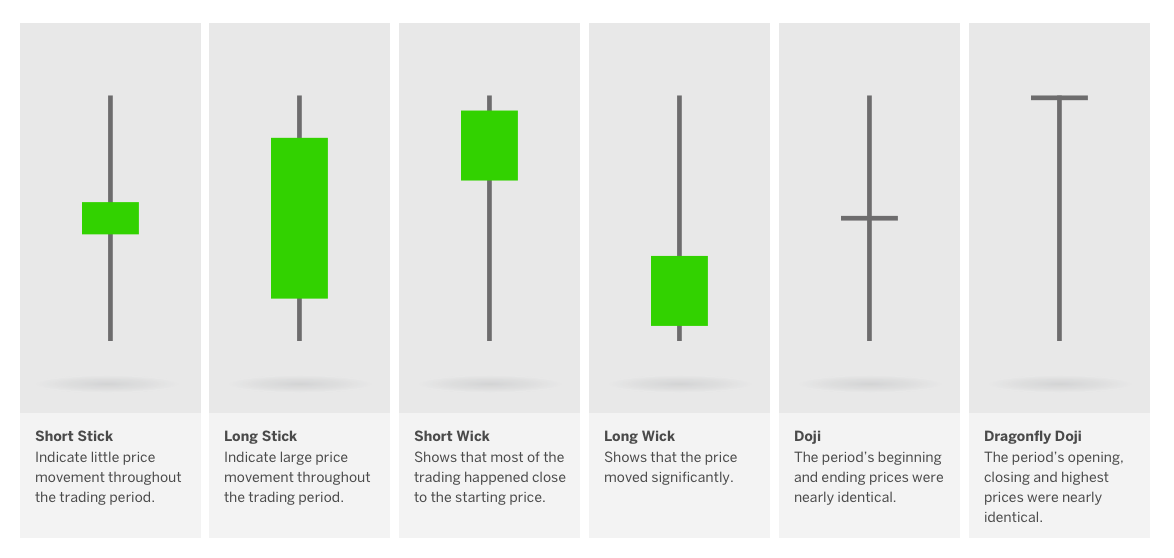 Short Stick
Indicate little price
movement throughout
the trading period.
Long Stick
Indicate large price
movement throughout
the trading period.
Short Wick
Shows that most of the
trading happened close
to the starting price.
Long Wick
Shows that the price
moved significantly.
Doji
The period's beginning
and ending prices were
nearly identical.
Dragonfly Doji
The period's opening,
closing and highest
prices were nearly
identical.